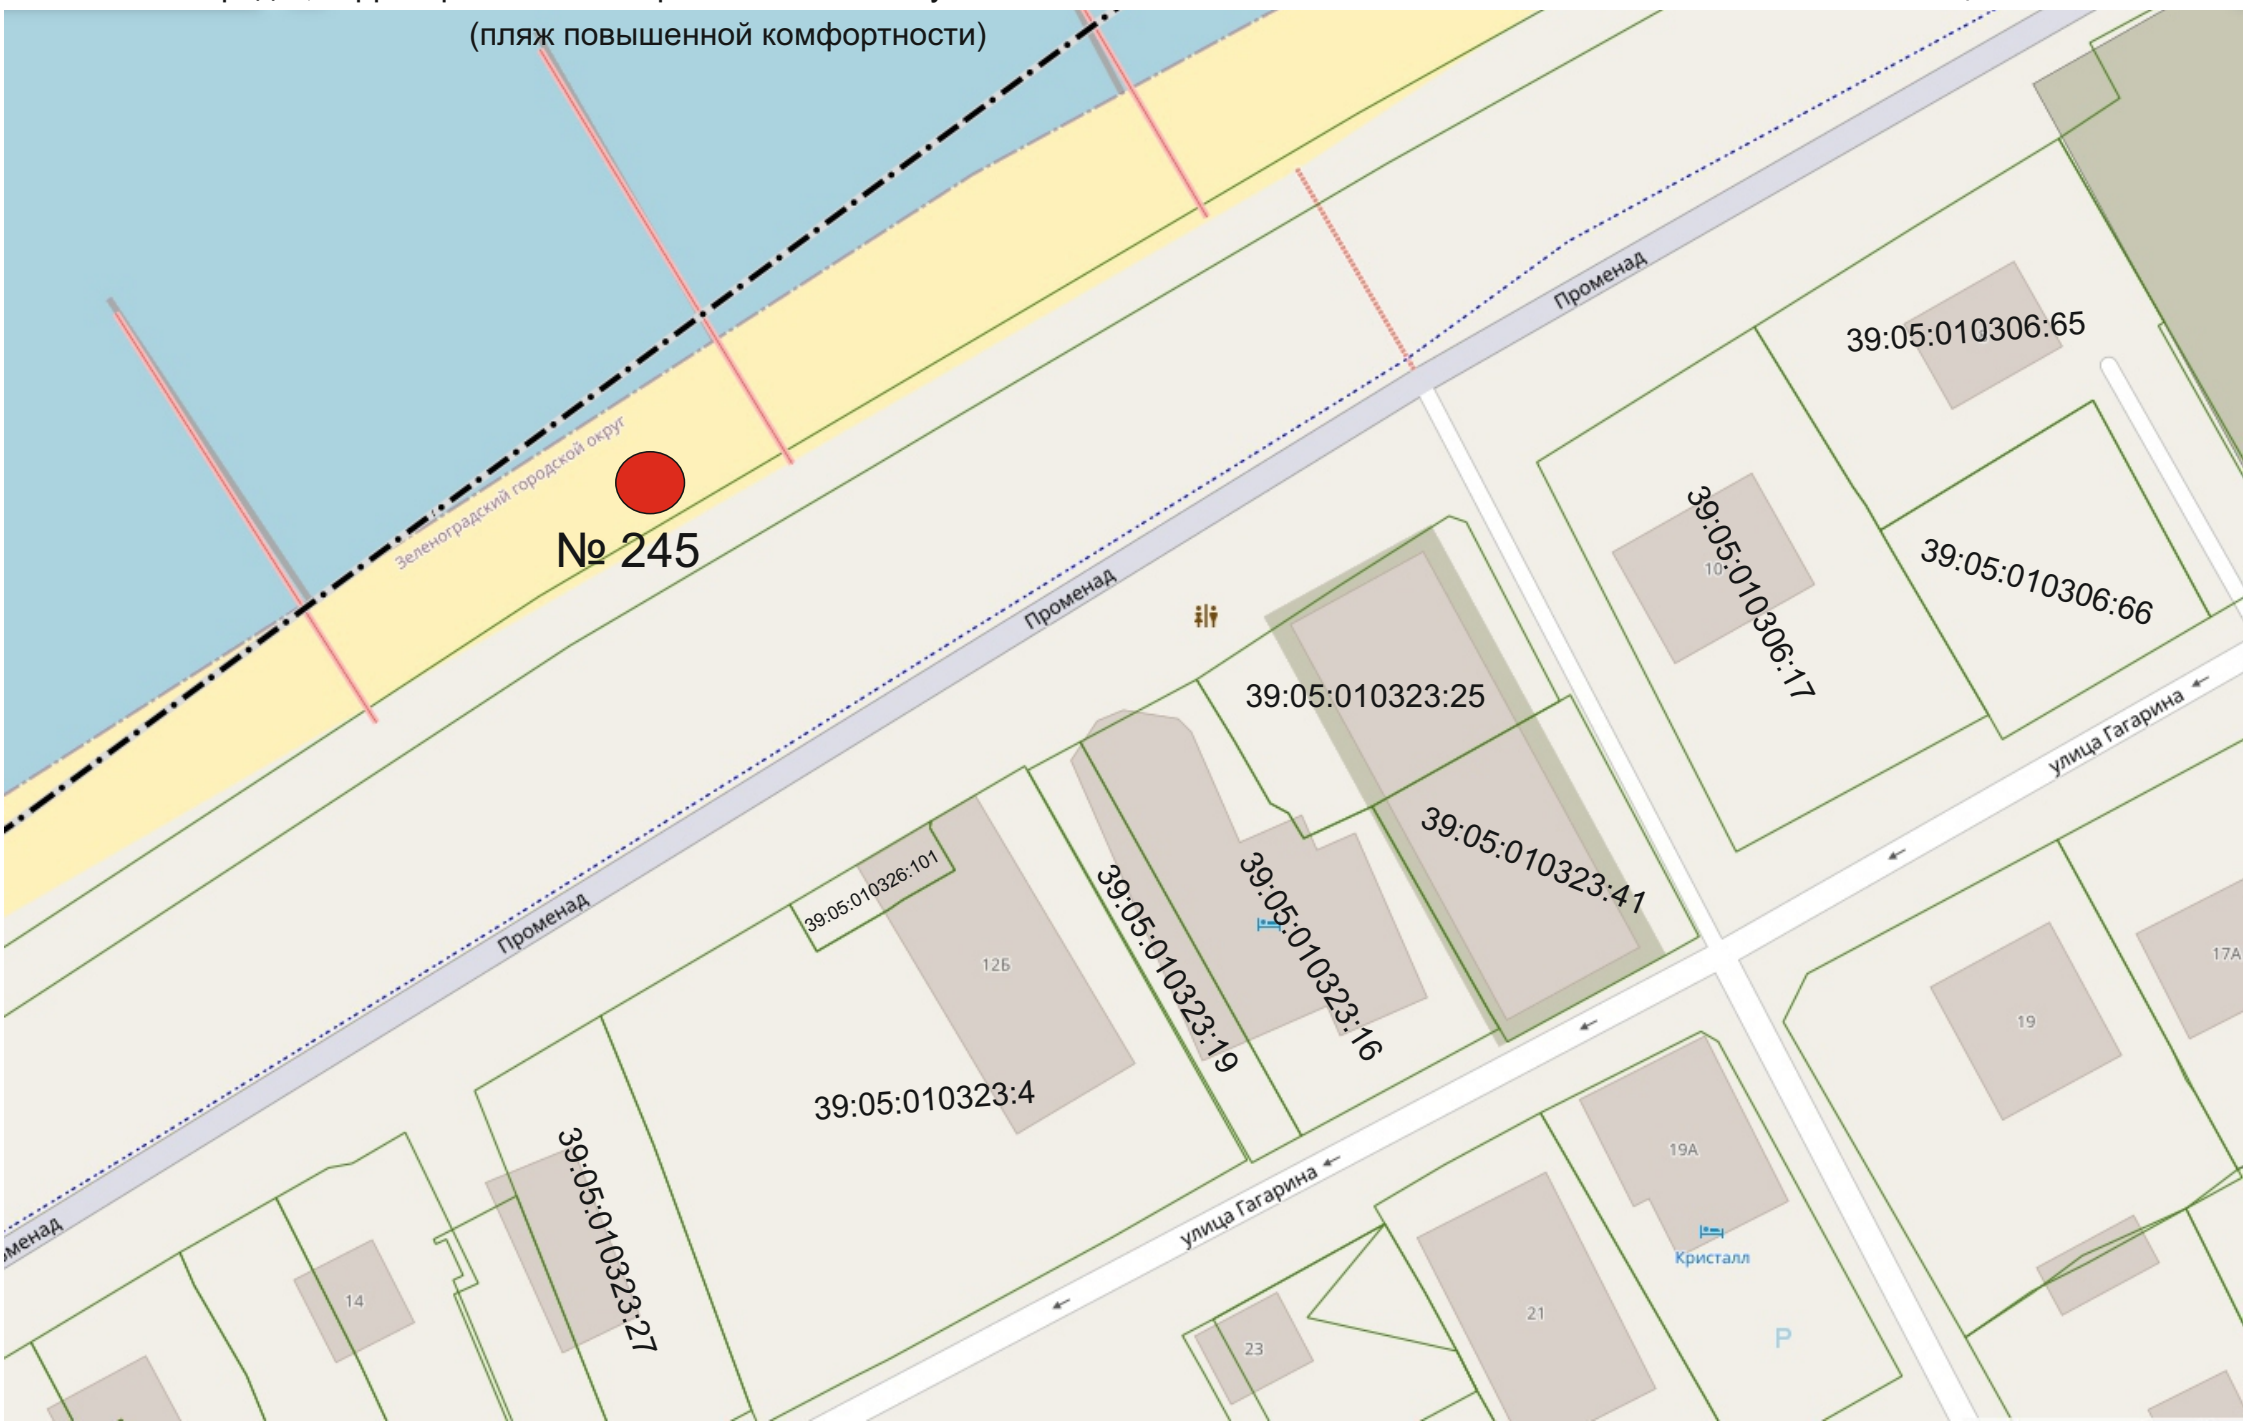 (пляж повышенной комфортности)
Зеленоградский городской округ
№ 245
Променад
39:05:010306:65
8
Променад
39:05:010306:17
10
39:05:010306:66
39:05:010323:25
улица Гагарина
39:05:010323:41
39:05:010326:101
39:05:010323:19
39:05:010323:16
Променад
12Б
17А
19
39:05:010323:4
39:05:010323:27
19А
улица Гагарина
Кристалл
14
21
23
P